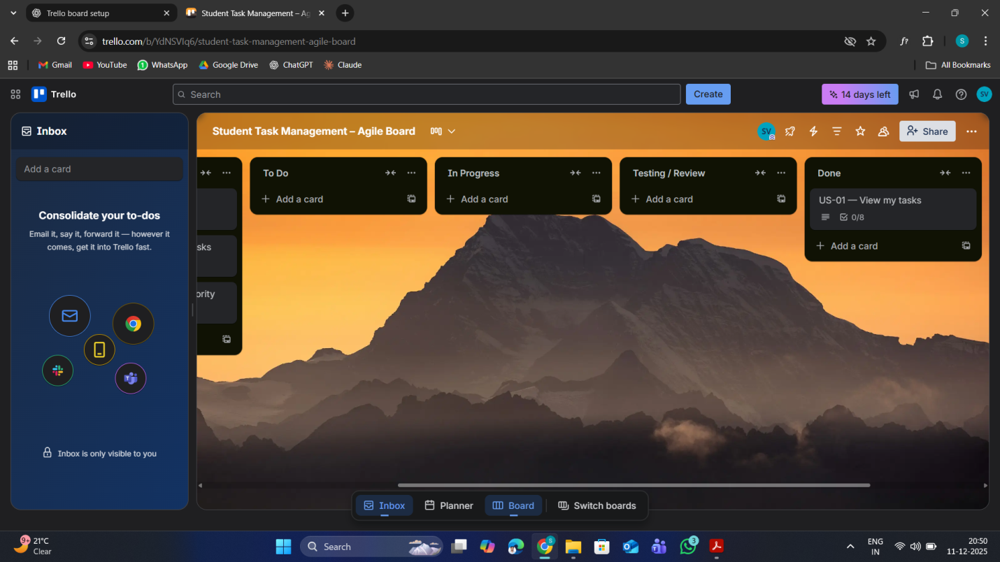 Trello board setup
Student Task Management – Ag
trello.com/b/YdNSVIq6/student-task-management-agile-board
S
Gmail
YouTube
WhatsApp
Google Drive
ChatGPT
Claude
All Bookmarks
Trello
Search
Create
14 days left
SV
Inbox
Add a card
Consolidate your to-dos
Email it, say it, forward it — however it
comes, get it into Trello fast.
Inbox is only visible to you
Student Task Management – Agile Board
SV
Share
sks
ority
To Do
Add a card
In Progress
Add a card
Testing / Review
Add a card
Done
US-01 — View my tasks
0/8
Add a card
Inbox
Planner
Board
Switch boards
9+
21°C
Clear
Search
S
3
ENG
IN
20:50
11-12-2025